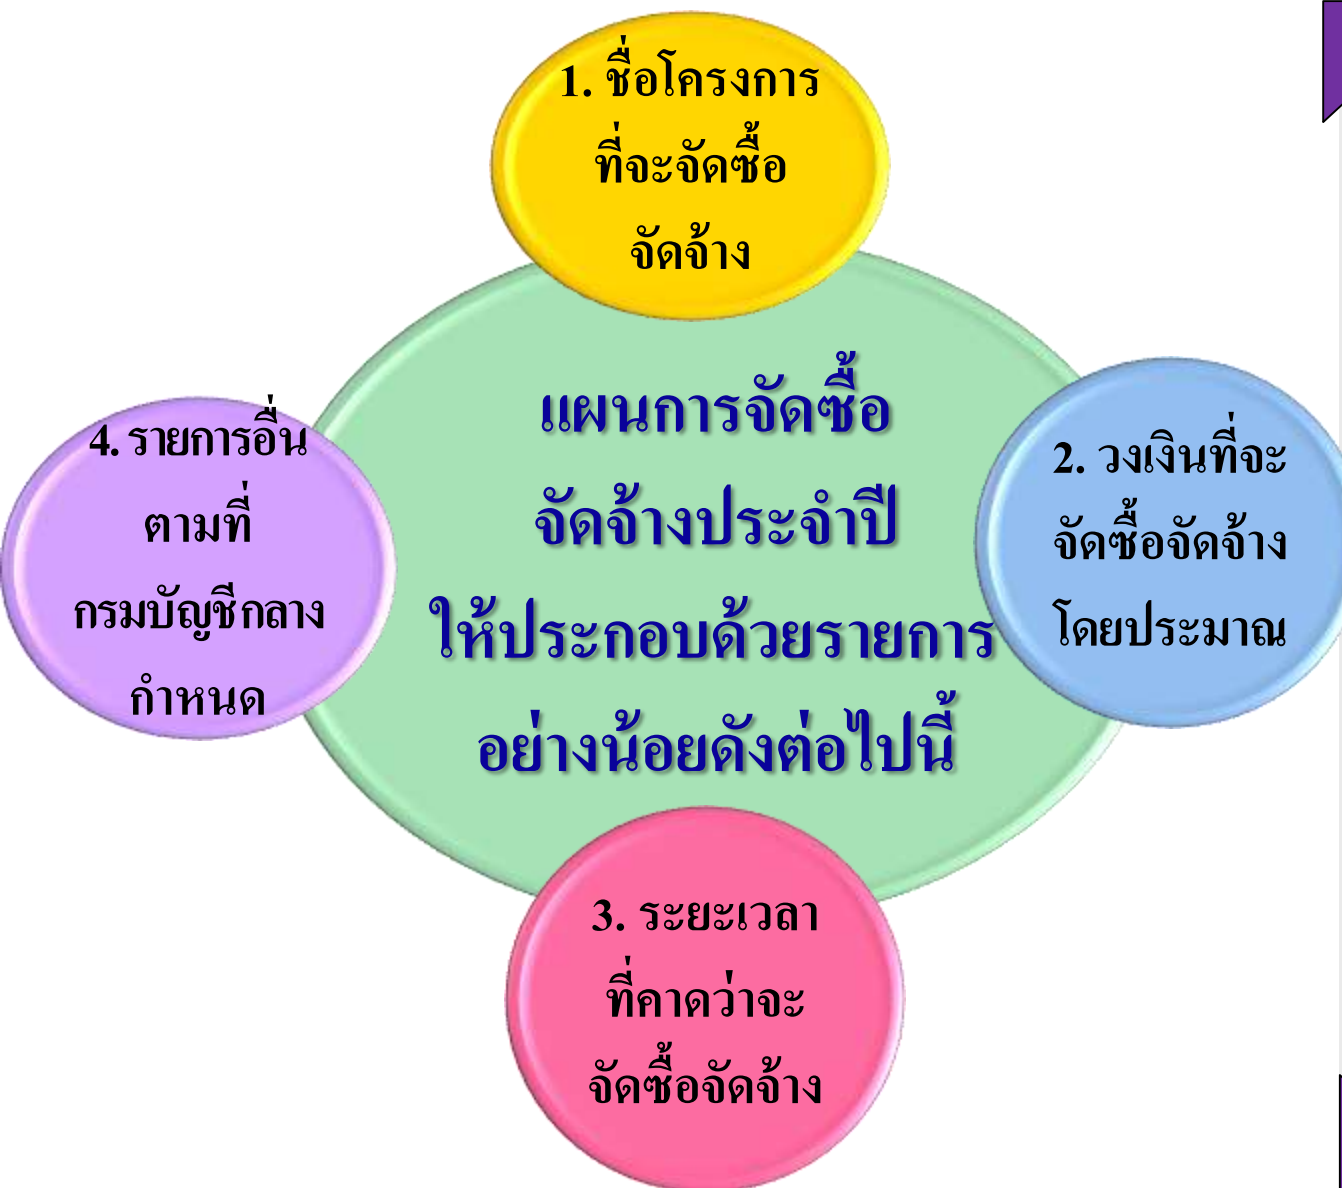 1. ชื่อโครงการ
ที่จะจัดซื้อ
จัดจ้าง
แผนการจัดซื้อ
จัดจ้างประจำปี
ให้ประกอบด้วยรายการ
อย่างน้อยดังต่อไปนี้
2. วงเงินที่จะ
จัดซื้อจัดจ้าง
โดยประมาณ
3. ระยะเวลา
ที่คาดว่าจะ
จัดซื้อจัดจ้าง
4. รายการอื่น
ตามที่
กรมบัญชีกลาง
กำหนด